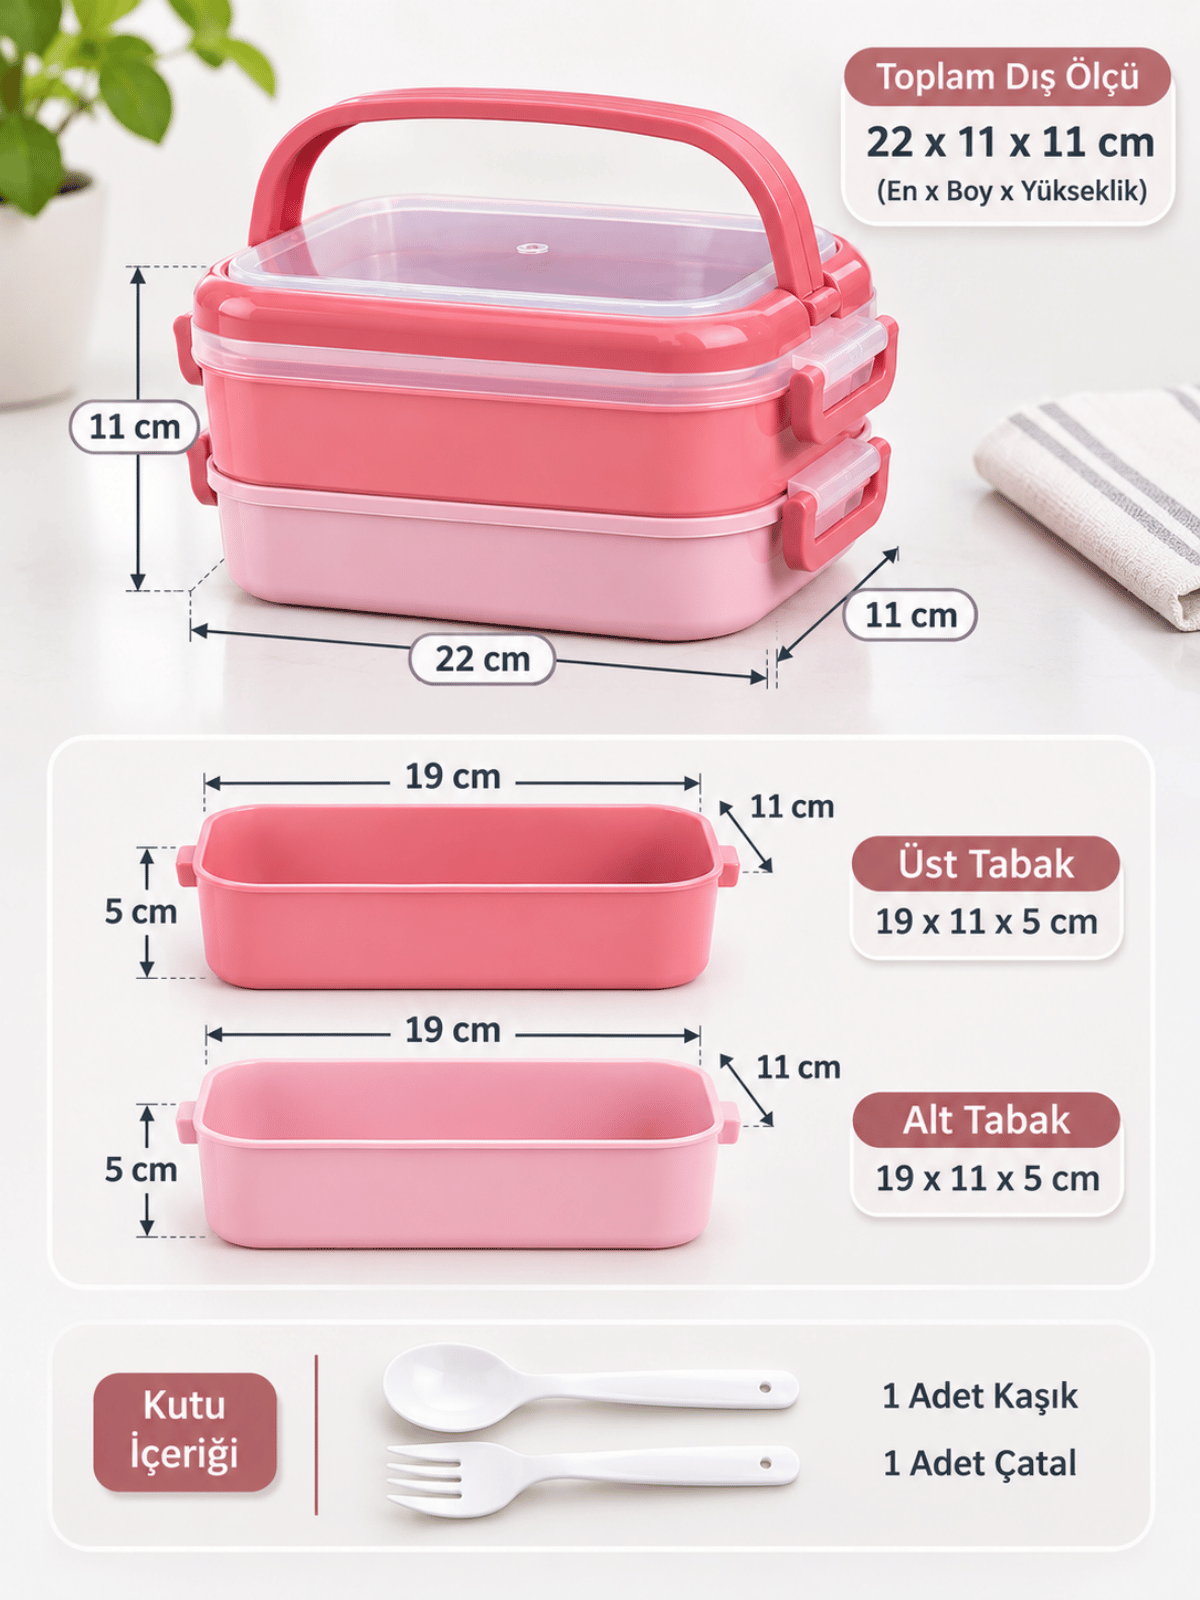 Toplam Dış Ölçü
22 x 11 x 11 cm
(En x Boy x Yükseklik)
11 cm
11 cm
22 cm
19 cm
11 cm
5 cm
Üst Tabak
19 x 11 x 5 cm
19 cm
11 cm
5 cm
Alt Tabak
19 x 11 x 5 cm
Kutu
İçeriği
1 Adet Kaşık
1 Adet Çatal